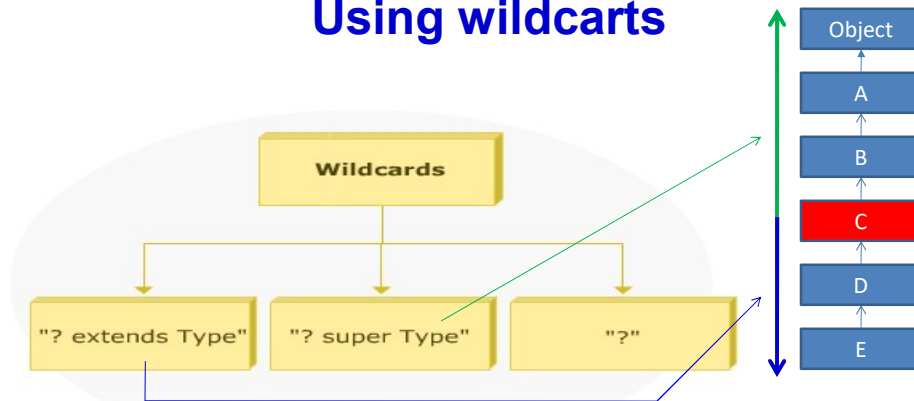 Using wildcarts
Wildcards
"? extends Type"
"? super Type"
"?"
Object
A
B
C
D
E